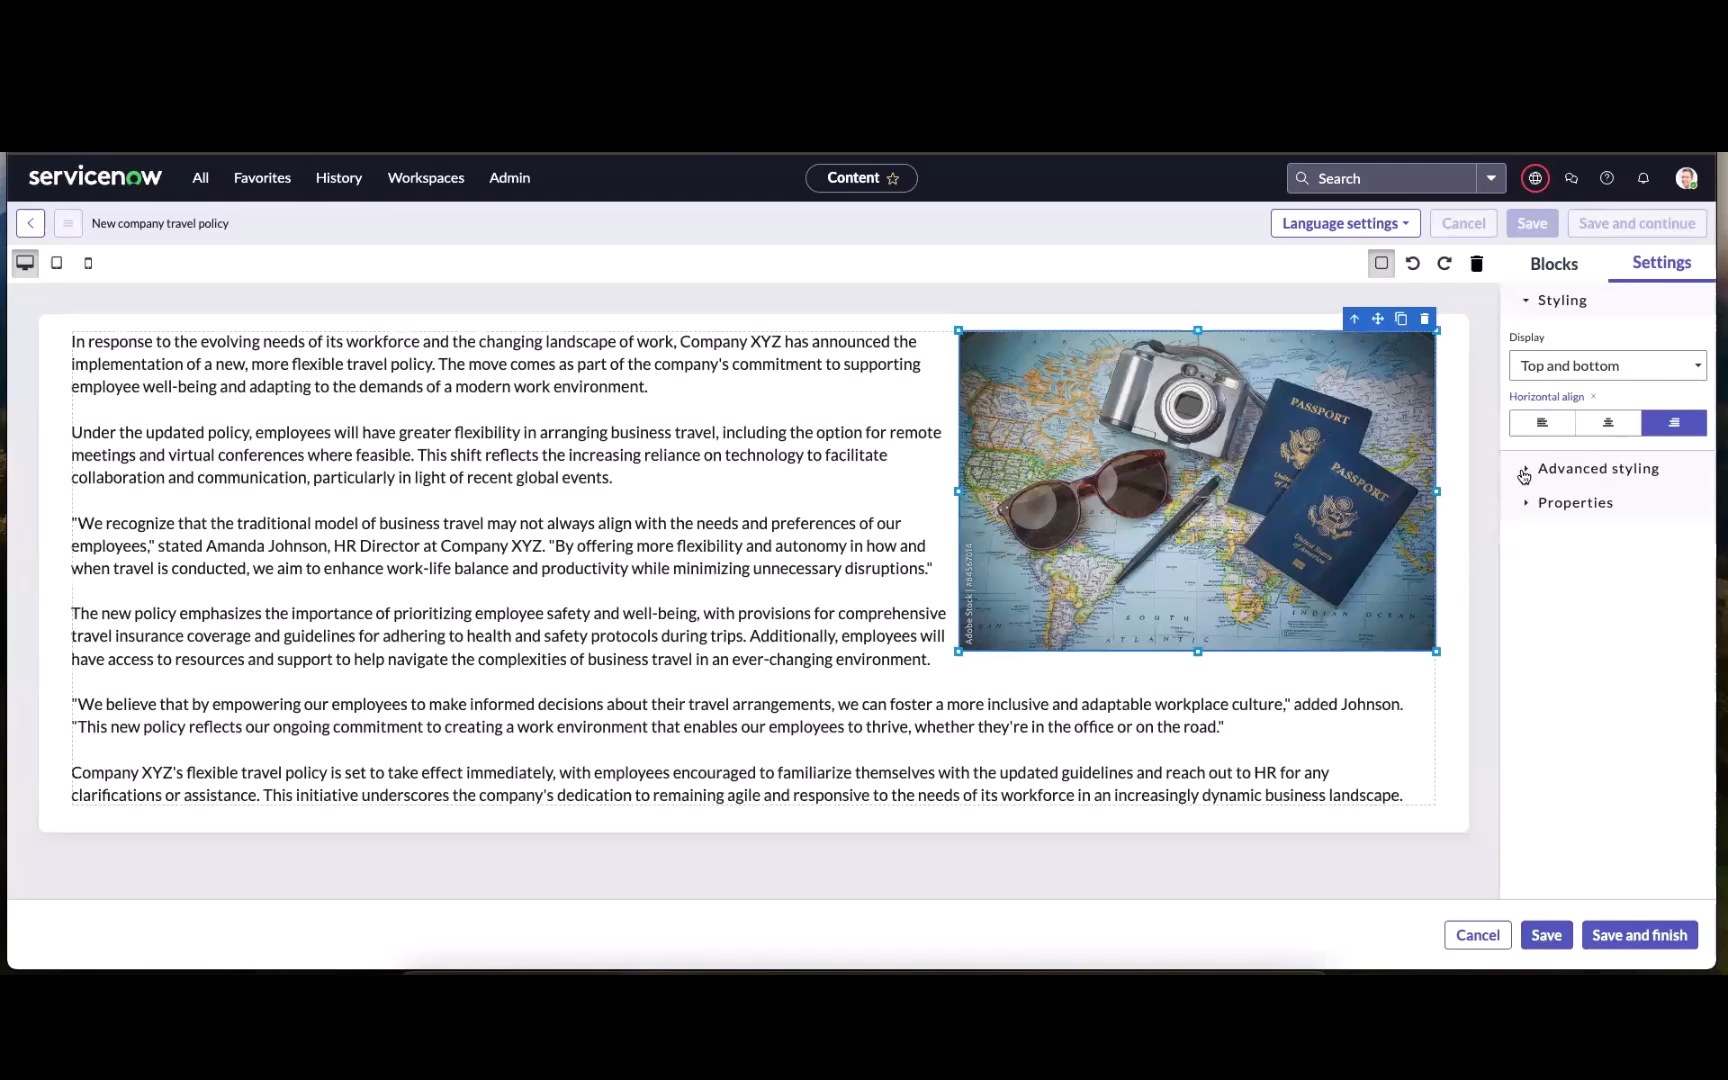 servicenow All Favorites History Workspaces Admin Content Search
New company travel policy Language settings Cancel Save Save and continue
Blocks Settings
Styling
Display
Top and bottom
Horizontal align ×
Advanced styling
Properties
In response to the evolving needs of its workforce and the changing landscape of work, Company XYZ has announced the
implementation of a new, more flexible travel policy. The move comes as part of the company's commitment to supporting
employee well-being and adapting to the demands of a modern work environment.
Under the updated policy, employees will have greater flexibility in arranging business travel, including the option for remote
meetings and virtual conferences where feasible. This shift reflects the increasing reliance on technology to facilitate
collaboration and communication, particularly in light of recent global events.
"We recognize that the traditional model of business travel may not always align with the needs and preferences of our
employees," stated Amanda Johnson, HR Director at Company XYZ. "By offering more flexibility and autonomy in how and
when travel is conducted, we aim to enhance work-life balance and productivity while minimizing unnecessary disruptions."
The new policy emphasizes the importance of prioritizing employee safety and well-being, with provisions for comprehensive
travel insurance coverage and guidelines for adhering to health and safety protocols during trips. Additionally, employees will
have access to resources and support to help navigate the complexities of business travel in an ever-changing environment.
"We believe that by empowering our employees to make informed decisions about their travel arrangements, we can foster a more inclusive and adaptable workplace culture," added Johnson.
"This new policy reflects our ongoing commitment to creating a work environment that enables our employees to thrive, whether they're in the office or on the road."
Company XYZ's flexible travel policy is set to take effect immediately, with employees encouraged to familiarize themselves with the updated guidelines and reach out to HR for any
clarifications or assistance. This initiative underscores the company's dedication to remaining agile and responsive to the needs of its workforce in an increasingly dynamic business landscape.
PASSPORT
PASSPORT
United States
of America
INDIAN OCEAN
SOUTH
ATLANTIC
Adobe Stock | #84567014
Cancel Save Save and finish